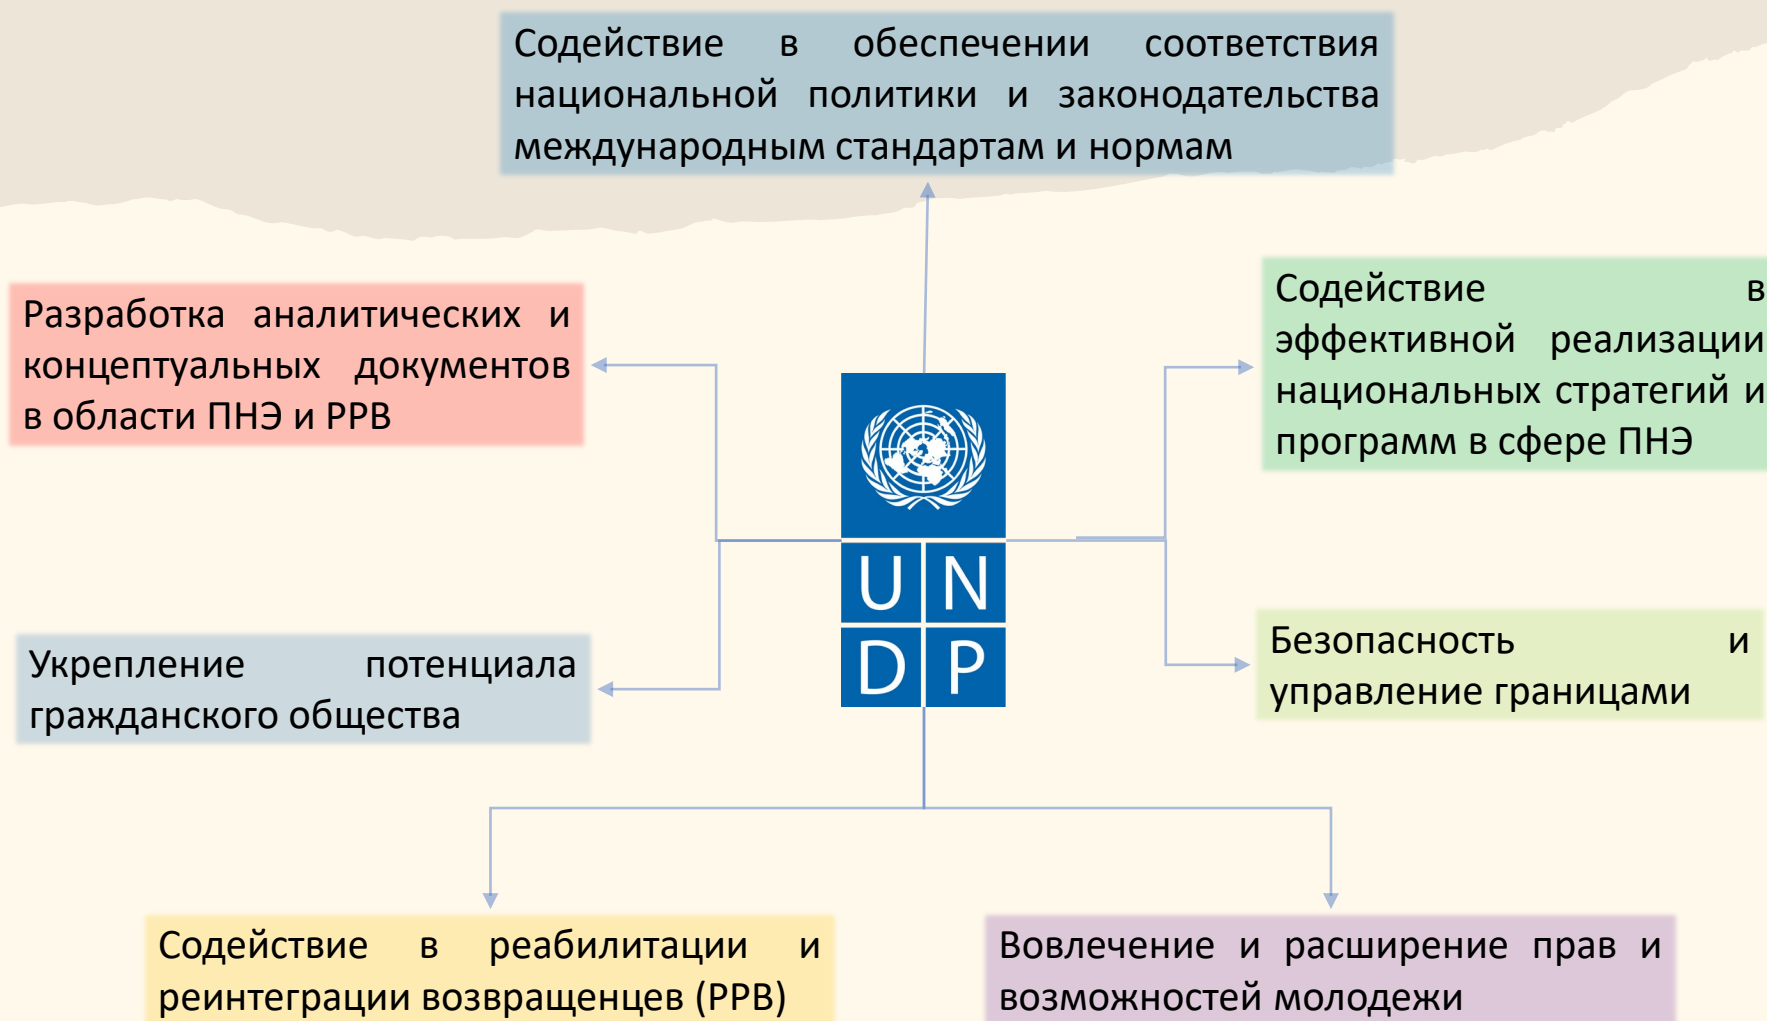 Содействие в обеспечении соответствия
национальной политики и законодательства
международным стандартам и нормам
Разработка аналитических и
концептуальных документов
в области ПНЭ и РРВ
Содействие в
эффективной реализации
национальных стратегий и
программ в сфере ПНЭ
U N
D P
Укрепление потенциала
гражданского общества
Безопасность и
управление границами
Содействие в реабилитации и
реинтеграции возвращенцев (РРВ)
Вовлечение и расширение прав и
возможностей молодежи